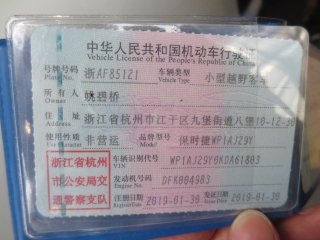 中华人民共和国机动车行驶证
Vehicle License of the People's Republic of China
号牌号码 浙AF85121 车辆类型 小型越野客车
Plate No. Vehicle Type
所有人 姚碧桥
Owner
住址 浙江省杭州市江干区九堡街道八堡10-12-36
Address
使用性质 非营运 品牌型号 保时捷WP1AJZ9Y
Use Character Model
浙江省杭州
市公安局交
通警察支队
车辆识别代号 WP1AJZ9Y0KDA61803
VIN
发动机号码 DFK004983
Engine No.
注册日期 2019-01-30 发证日期 2019-01-30
Register Date Issue Date